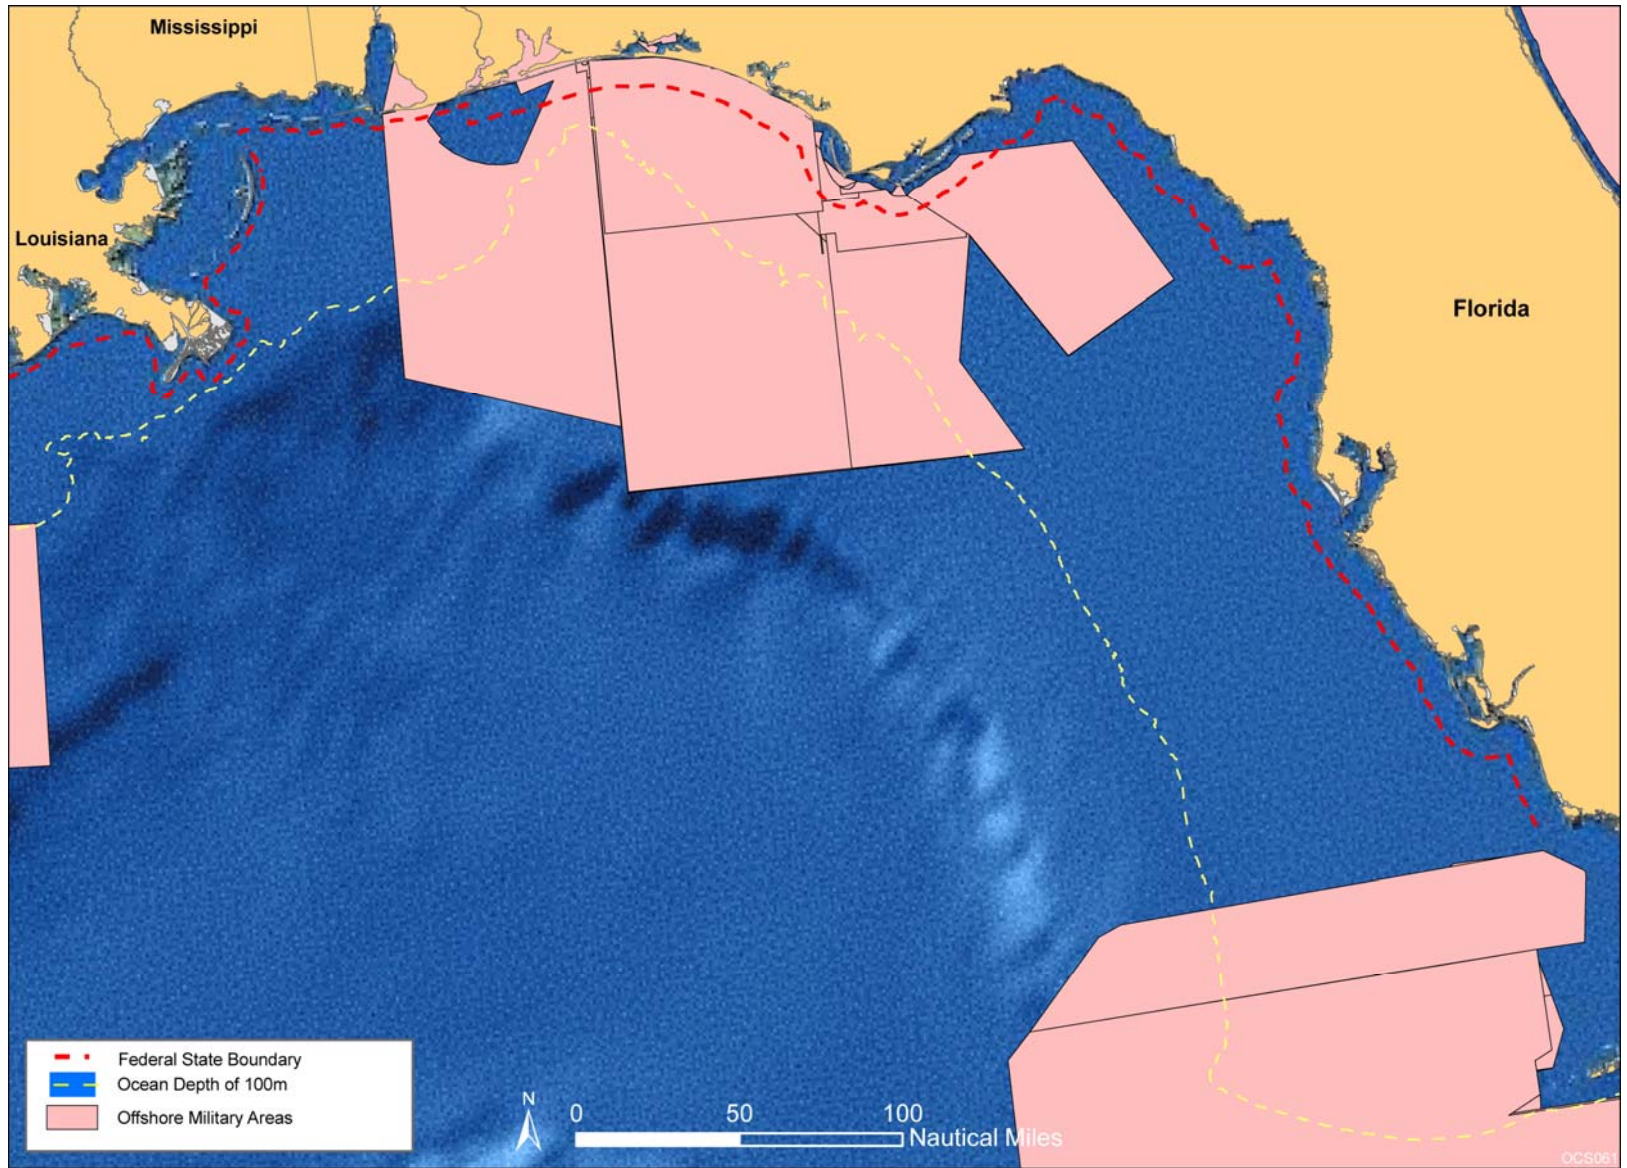 Mississippi
Louisiana
Florida
Federal State Boundary
Ocean Depth of 100m
Offshore Military Areas
N
0 50 100
Nautical Miles
OCS061